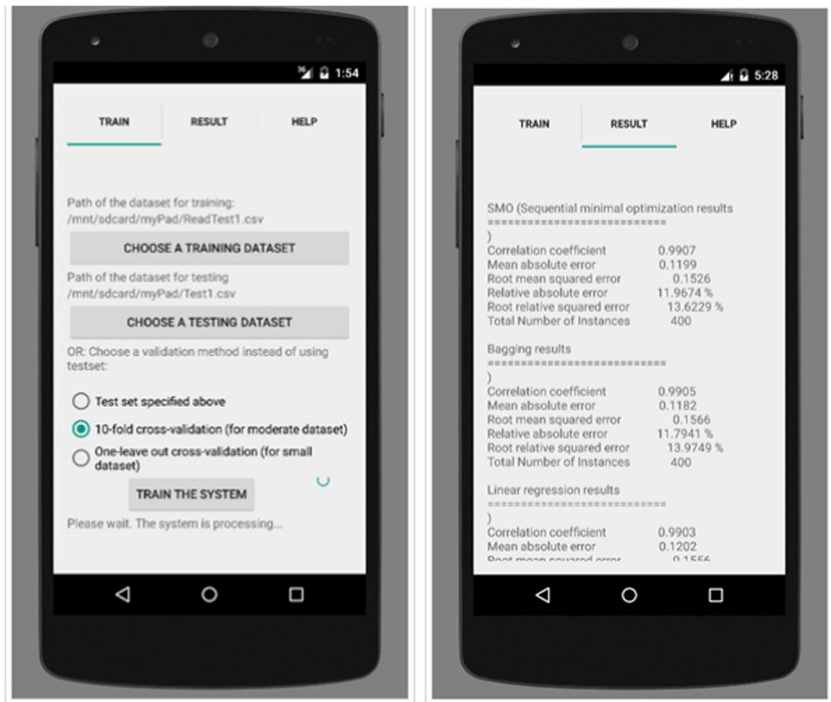 3G 1:54
TRAIN RESULT HELP
Path of the dataset for training:
/mnt/sdcard/myPad/ReadTest1.csv
CHOOSE A TRAINING DATASET
Path of the dataset for testing
/mnt/sdcard/myPad/Test1.csv
CHOOSE A TESTING DATASET
OR: Choose a validation method instead of using
testset:
Test set specified above
10-fold cross-validation (for moderate dataset)
One-leave out cross-validation (for small
dataset)
TRAIN THE SYSTEM
Please wait. The system is processing...
5:28
TRAIN RESULT HELP
SMO (Sequential minimal optimization results
===========================
)
Correlation coefficient 0.9907
Mean absolute error 0.1199
Root mean squared error 0.1526
Relative absolute error 11.9674 %
Root relative squared error 13.6229 %
Total Number of Instances 400
Bagging results
===========================
)
Correlation coefficient 0.9905
Mean absolute error 0.1182
Root mean squared error 0.1566
Relative absolute error 11.7941 %
Root relative squared error 13.9749 %
Total Number of Instances 400
Linear regression results
===========================
)
Correlation coefficient 0.9903
Mean absolute error 0.1202
Root mean squared error 0.1556